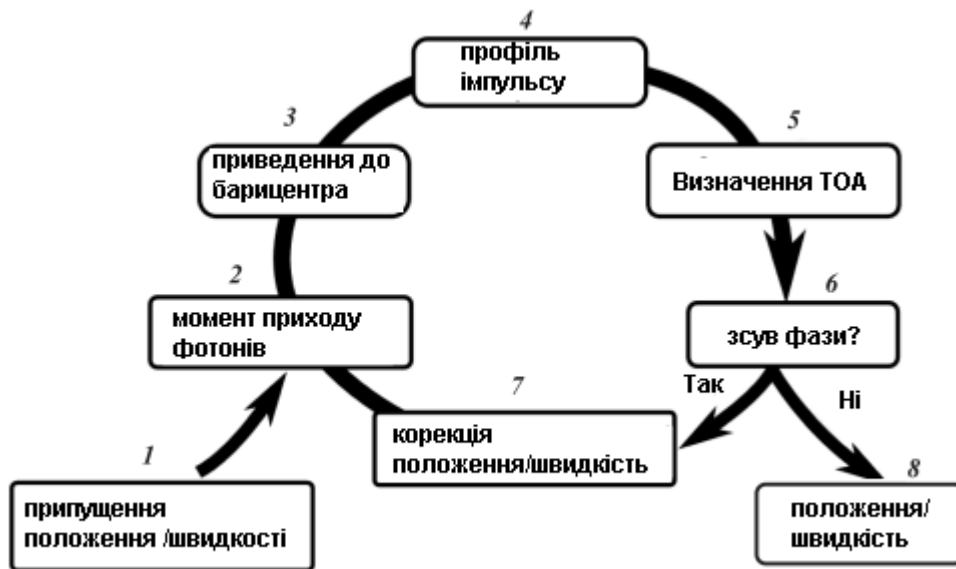 4
профіль
імпульсу
3
приведення до
барицентра
5
Визначення ТОА
2
момент приходу
фотонів
6
зсув фази?
Так
Ні
7
корекція
положення/швидкість
1
припущення
положення /швидкості
8
положення/
швидкість